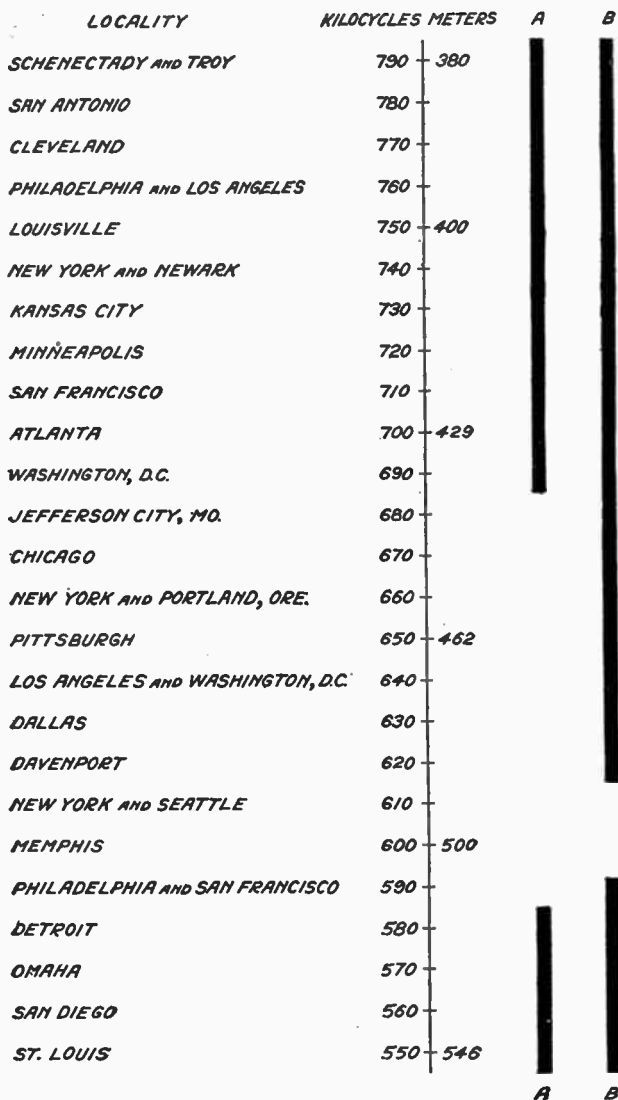 LOCALITY KILOCYCLES METERS A B
SCHENECTADY AND TROY 790 380
SAN ANTONIO 780
CLEVELAND 770
PHILADELPHIA AND LOS ANGELES 760
LOUISVILLE 750 400
NEW YORK AND NEWARK 740
KANSAS CITY 730
MINNEAPOLIS 720
SAN FRANCISCO 710
ATLANTA 700 429
WASHINGTON, D.C. 690
JEFFERSON CITY, MO. 680
CHICAGO 670
NEW YORK AND PORTLAND, ORE. 660
PITTSBURGH 650 462
LOS ANGELES AND WASHINGTON, D.C. 640
DALLAS 630
DAVENPORT 620
NEW YORK AND SEATTLE 610
MEMPHIS 600 500
PHILADELPHIA AND SAN FRANCISCO 590
DETROIT 580
OMAHA 570
SAN DIEGO 560
ST. LOUIS 550 546
A B